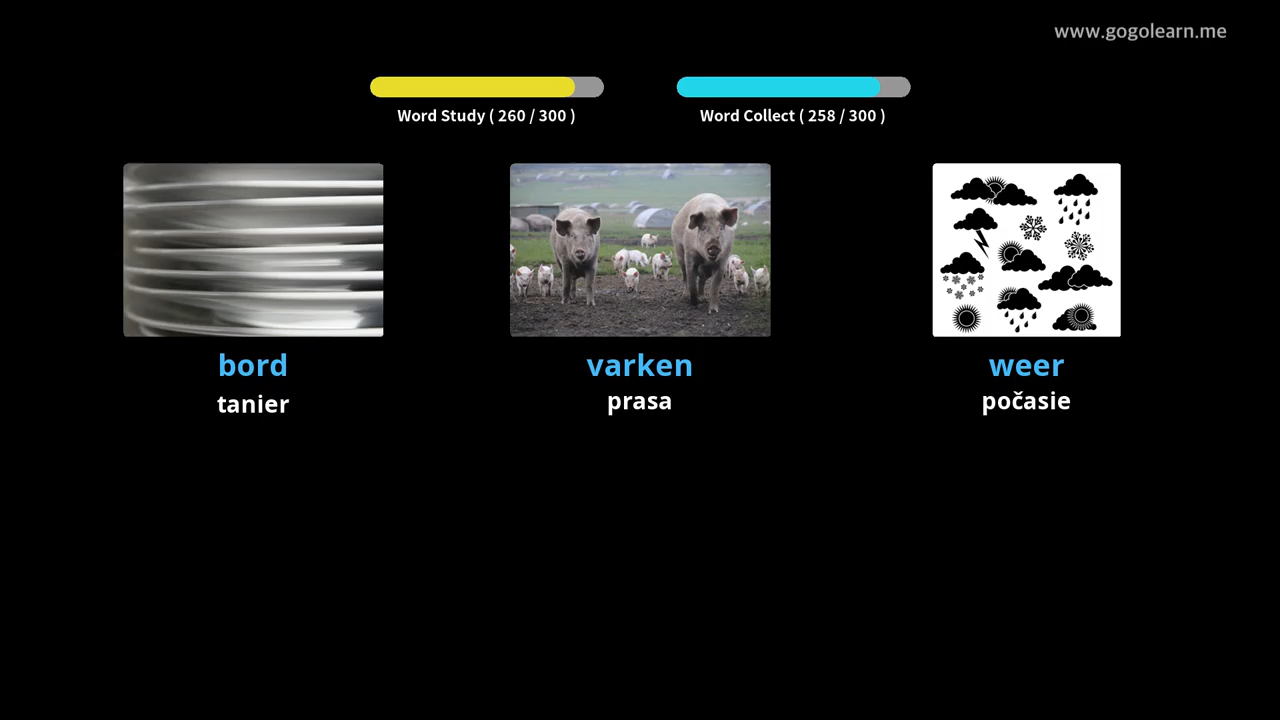 www.gogolearn.me
Word Study ( 260 / 300 )
Word Collect ( 258 / 300 )
bord
varken
weer
tanier
prasa
počasie